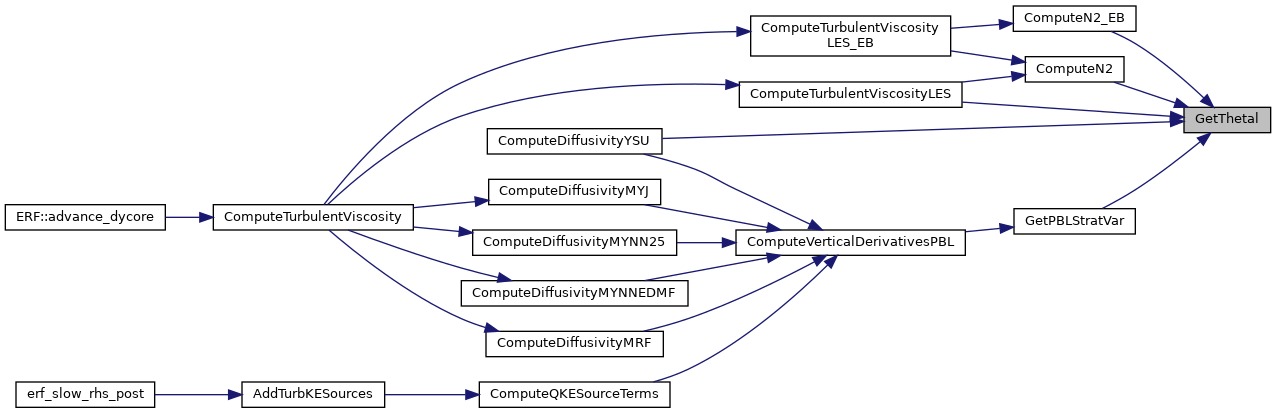 ComputeN2_EB
ComputeTurbulentViscosity
LES_EB
ComputeN2
ComputeTurbulentViscosityLES
GetThetal
ComputeDiffusivityYSU
ComputeDiffusivityMYJ
ERF::advance_dycore
ComputeTurbulentViscosity
GetPBLStratVar
ComputeDiffusivityMYNN25
ComputeVerticalDerivativesPBL
ComputeDiffusivityMYNNEDMF
ComputeDiffusivityMRF
erf_slow_rhs_post
AddTurbKESources
ComputeQKESourceTerms